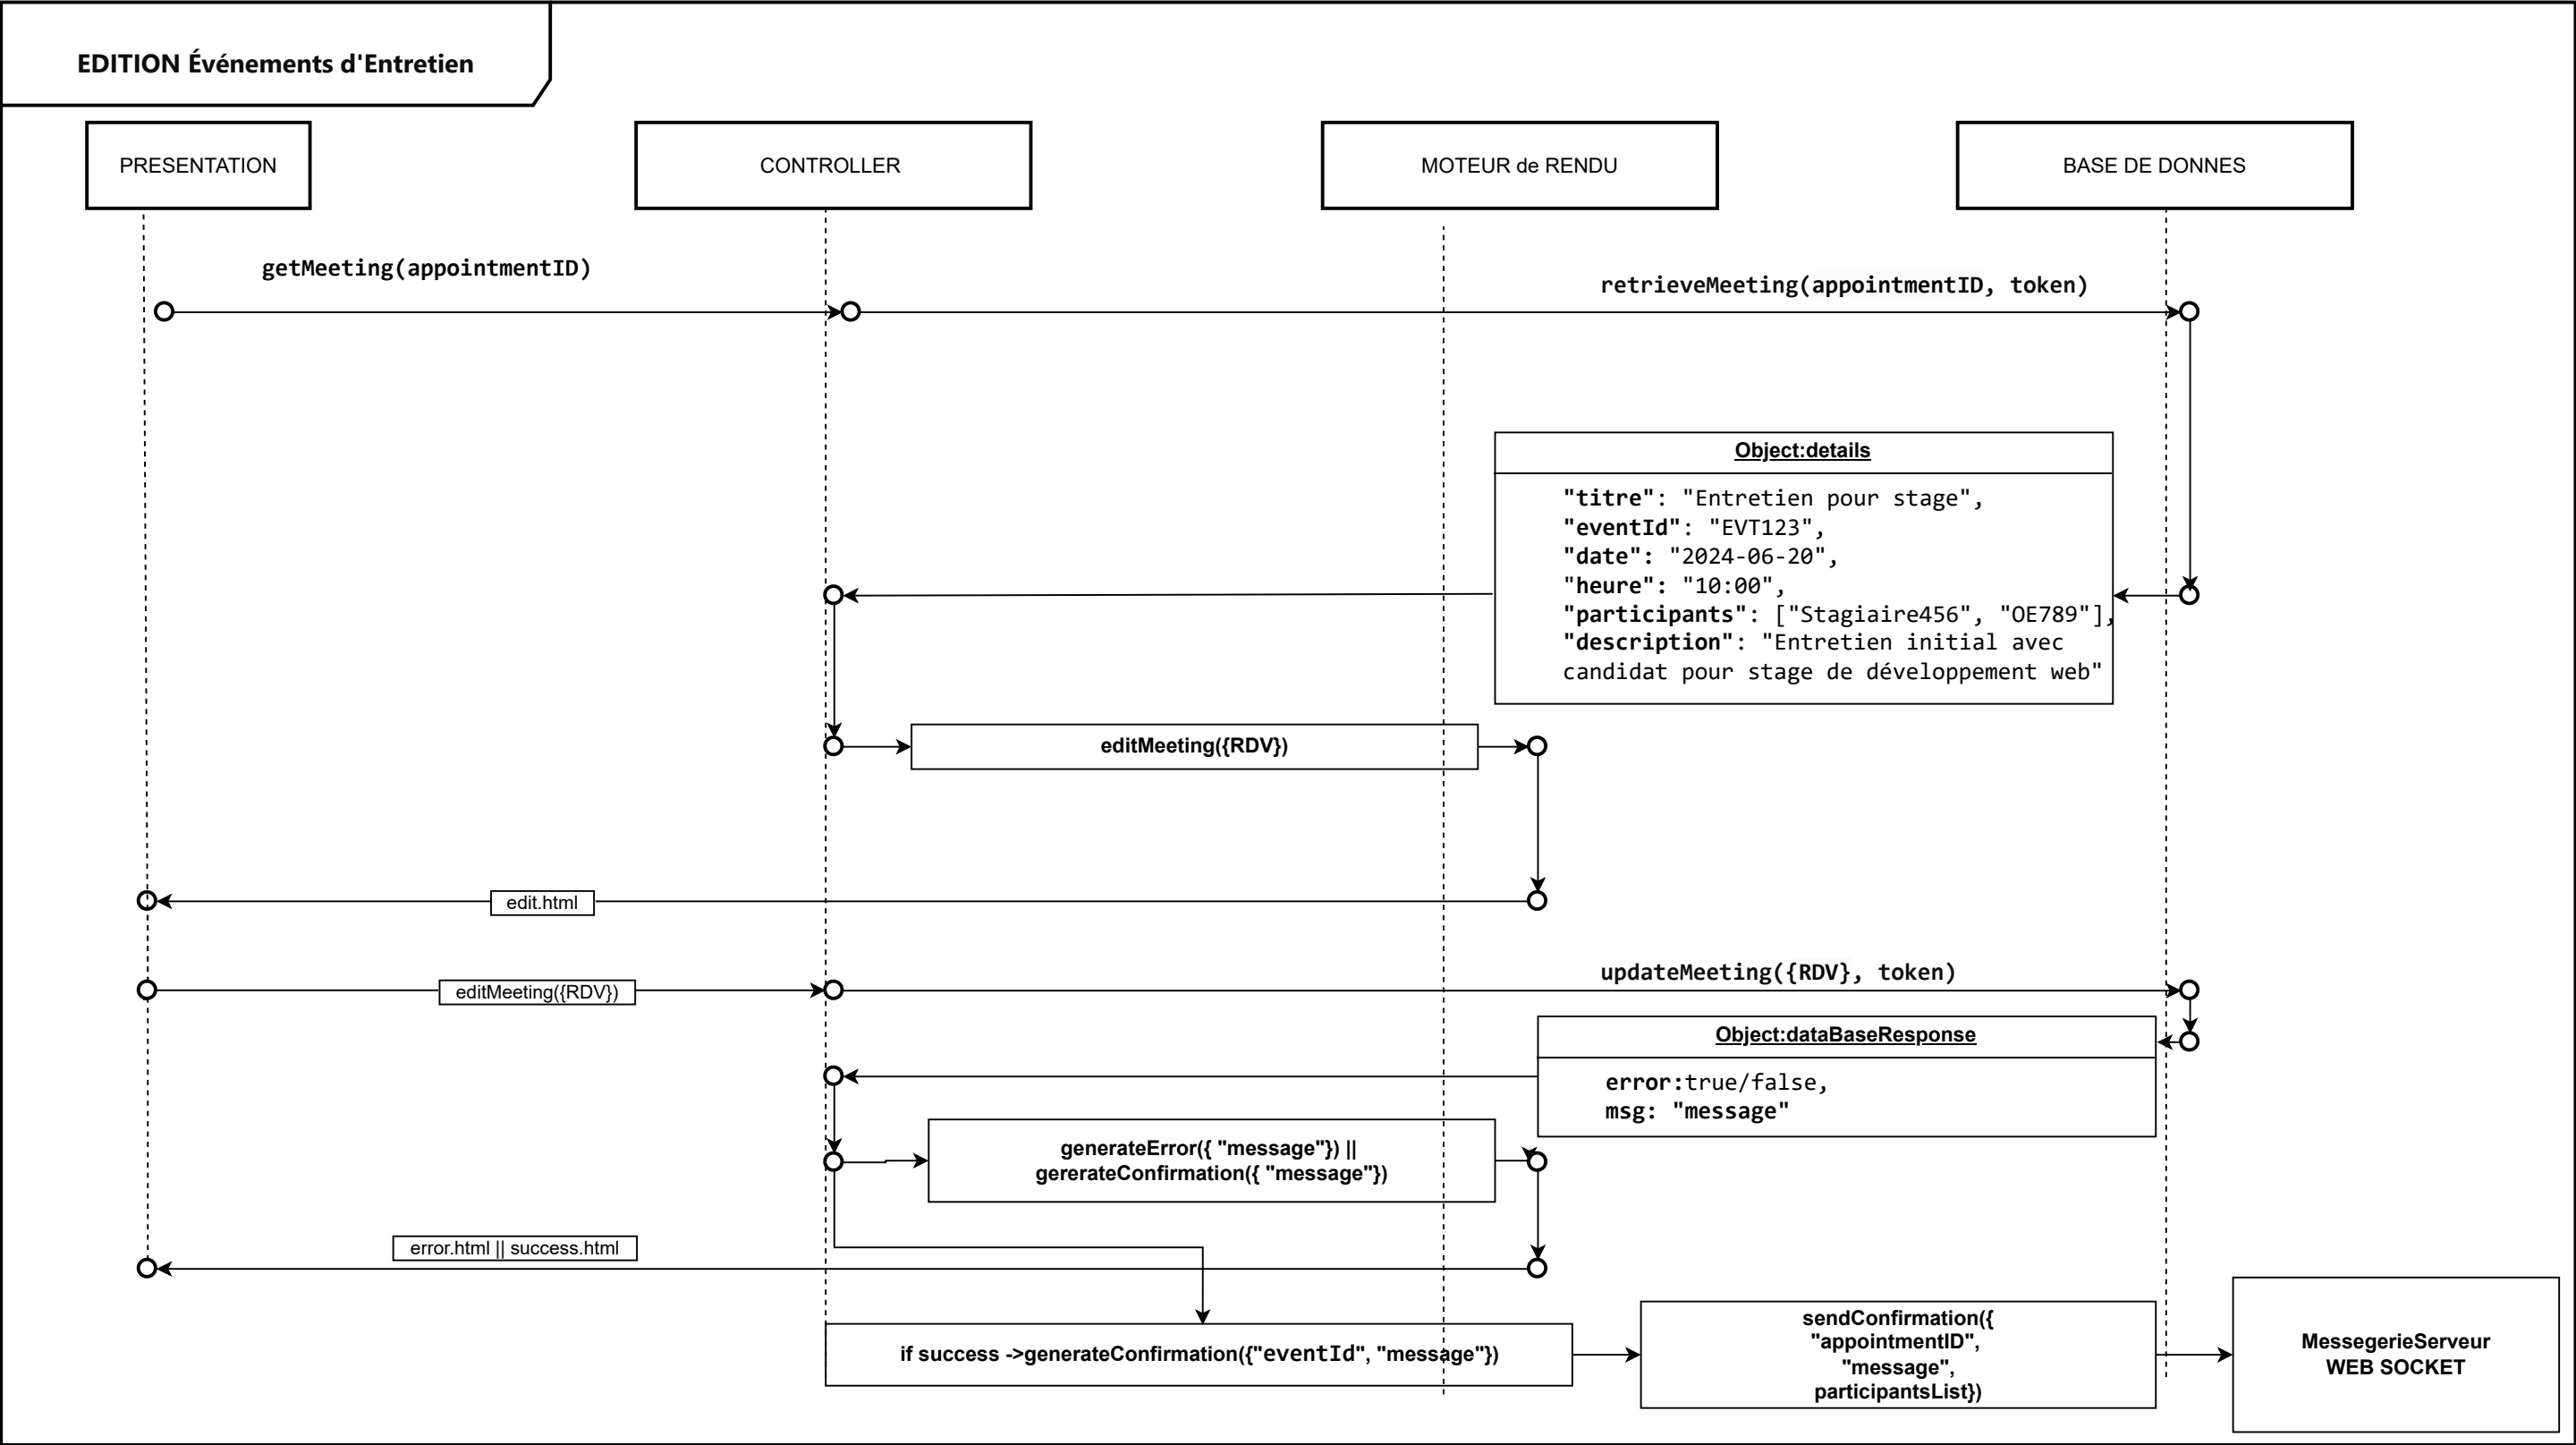 EDITION Événements d'Entretien
PRESENTATION
CONTROLLER
MOTEUR de RENDU
BASE DE DONNES
getMeeting(appointmentID)
retrieveMeeting(appointmentID, token)
Object:details
"titre": "Entretien pour stage",
"eventId": "EVT123",
"date": "2024-06-20",
"heure": "10:00",
"participants": ["Stagiaire456", "OE789"],
"description": "Entretien initial avec
candidat pour stage de développement web"
editMeeting({RDV})
edit.html
updateMeeting({RDV}, token)
editMeeting({RDV})
Object:dataBaseResponse
error:true/false,
msg: "message"
generateError({ "message"}) ||
gererateConfirmation({ "message"})
error.html || success.html
if success ->generateConfirmation({"eventId", "message"})
sendConfirmation({
"appointmentID",
"message",
participantsList})
MessegerieServeur
WEB SOCKET